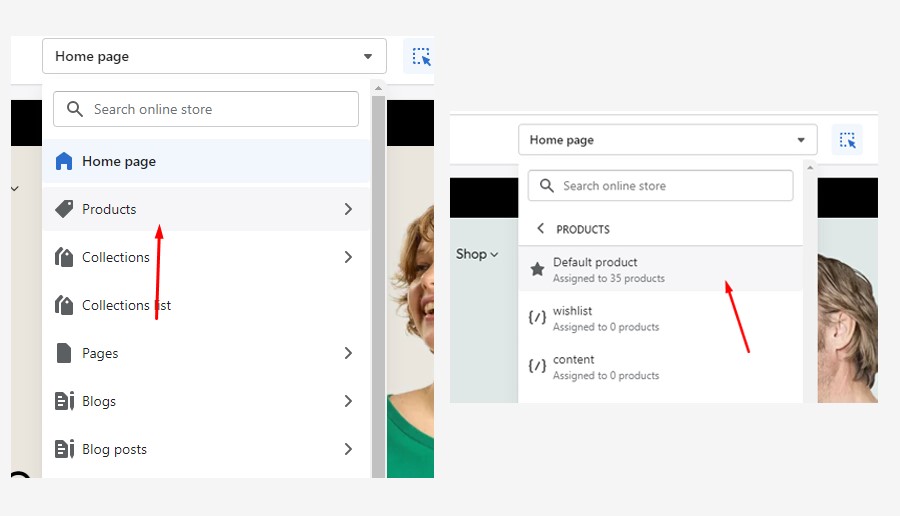 Home page
Search online store
Home page
Products
Collections
Collections list
Pages
Blogs
Blog posts
Home page
Search online store
PRODUCTS
Shop
Default product
Assigned to 35 products
wishlist
Assigned to 0 products
content
Assigned to 0 products